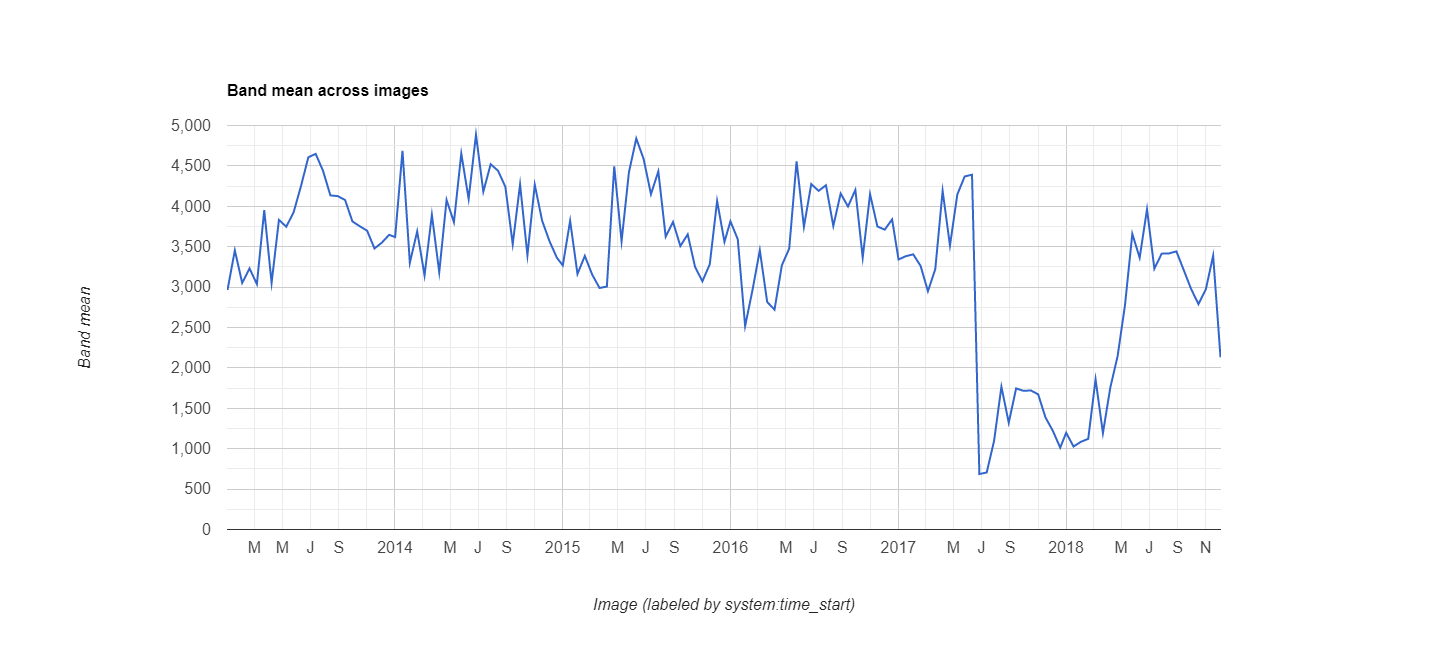 Band mean across images
5,000
4,500
4,000
3,500
3,000
2,500
2,000
1,500
1,000
500
0
Band mean
M M J S 2014 M J S 2015 M J S 2016 M J S 2017 M J S 2018 M J S N
Image (labeled by system:time_start)